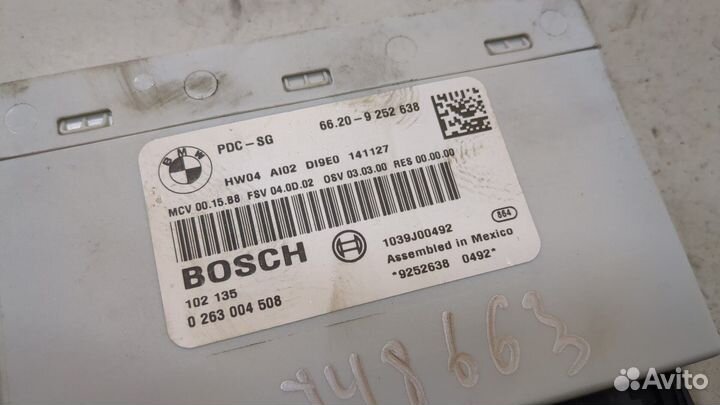 BMW
PDC-SG 66.20-9 252 638
HW04 AI02 DI9E0 141127
MCV 00.15.B8 FSV 04.0D.02 OSV 03.03.00 RES 00.00.00
BOSCH
1039J00492
864
Assembled in Mexico
*9252638 0492*
102 135
0 263 004 508
748663
Avito